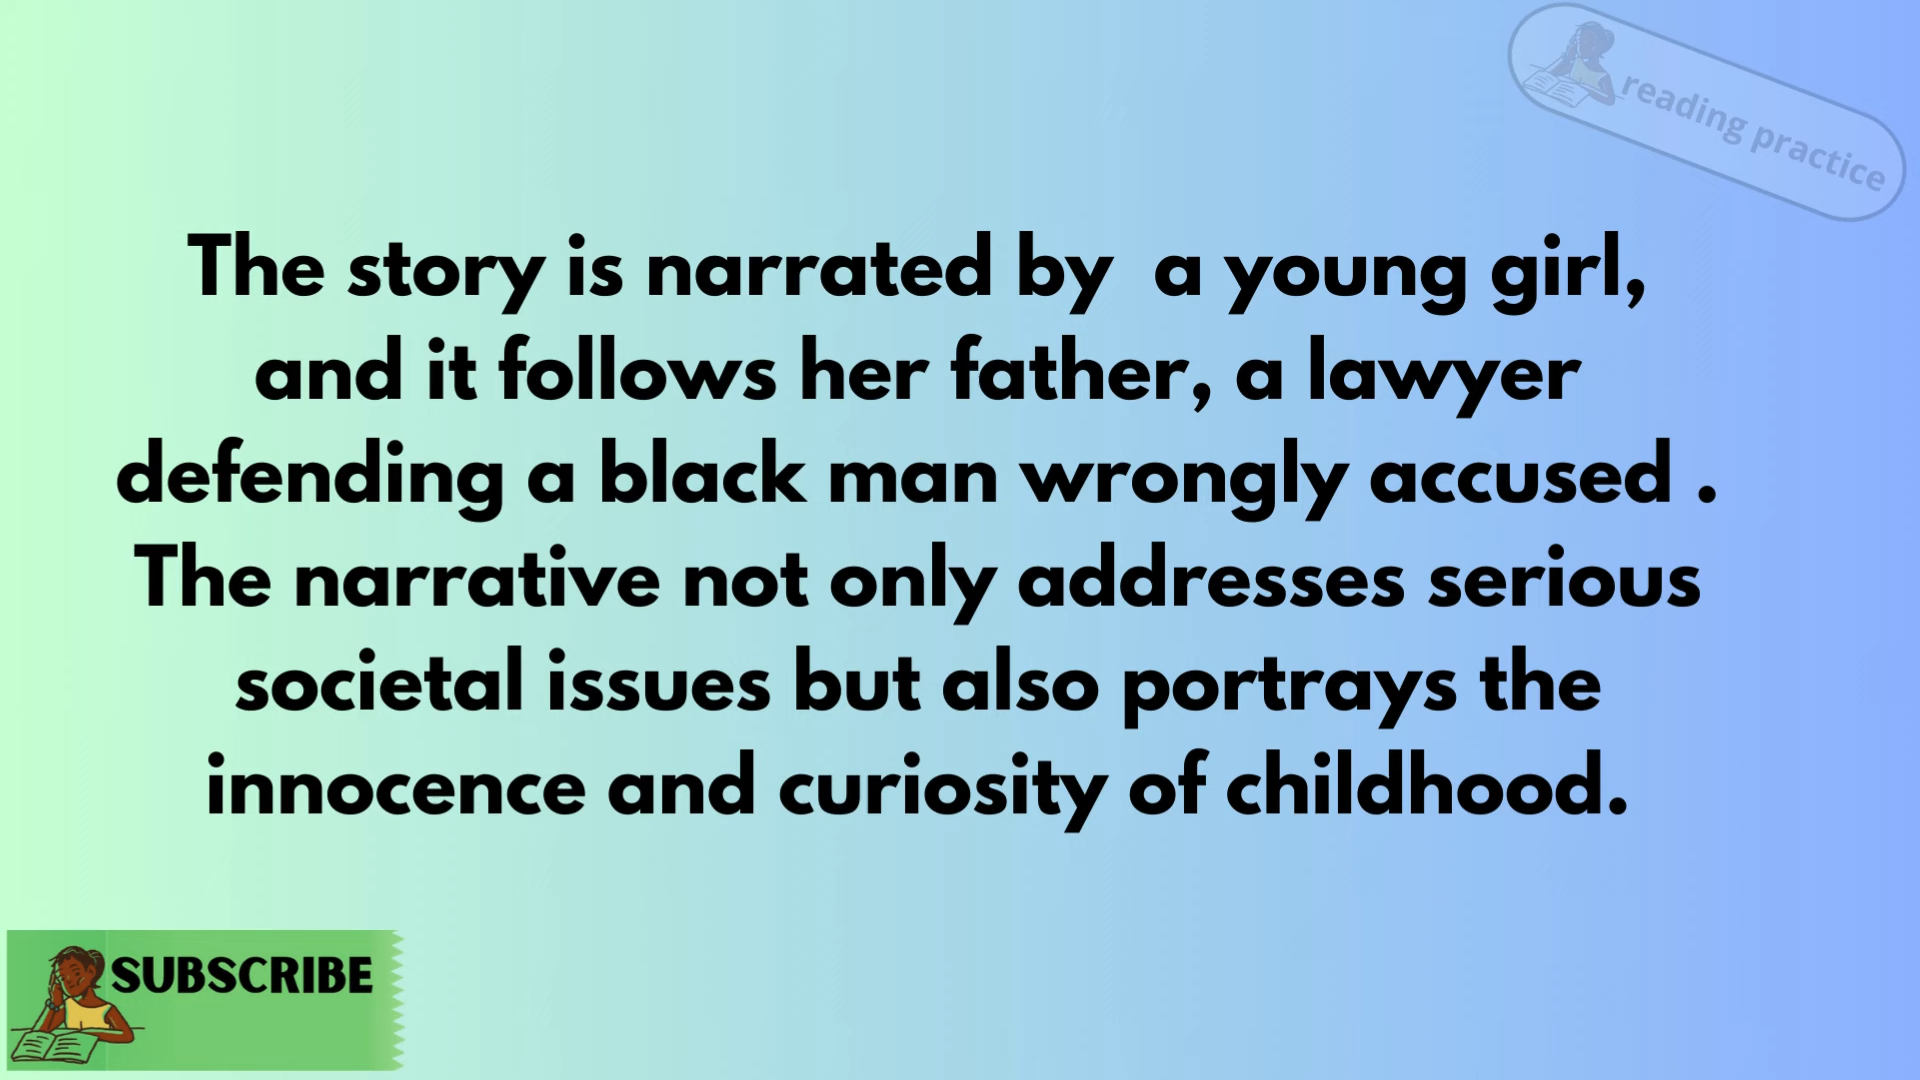 reading practice
The story is narrated by  a young girl,
and it follows her father, a lawyer
defending a black man wrongly accused .
The narrative not only addresses serious
societal issues but also portrays the
innocence and curiosity of childhood.
SUBSCRIBE